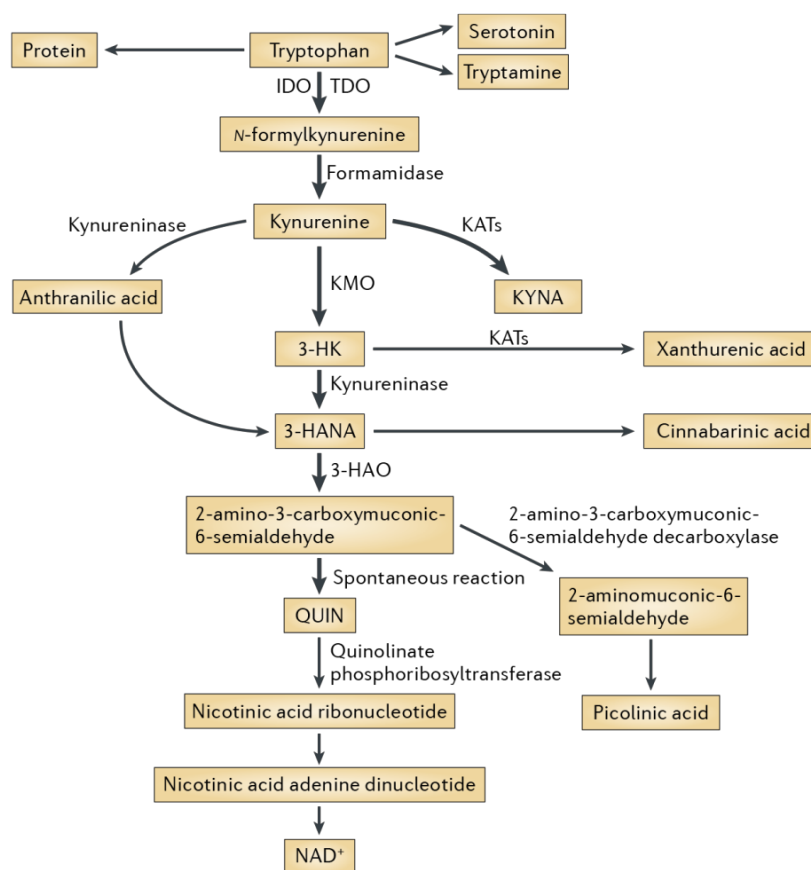 Serotonin
Protein
Tryptophan
Tryptamine
IDO TDO
N-formylkynurenine
Formamidase
Kynureninase
Kynurenine
KATs
Anthranilic acid
KMO
KYNA
3-HK
KATs
Xanthurenic acid
Kynureninase
3-HANA
Cinnabarinic acid
3-HAO
2-amino-3-carboxymuconic-
6-semialdehyde
2-amino-3-carboxymuconic-
6-semialdehyde decarboxylase
Spontaneous reaction
2-aminomuconic-6-
semialdehyde
QUIN
Quinolinate
phosphoribosyltransferase
Nicotinic acid ribonucleotide
Picolinic acid
Nicotinic acid adenine dinucleotide
NAD⁺